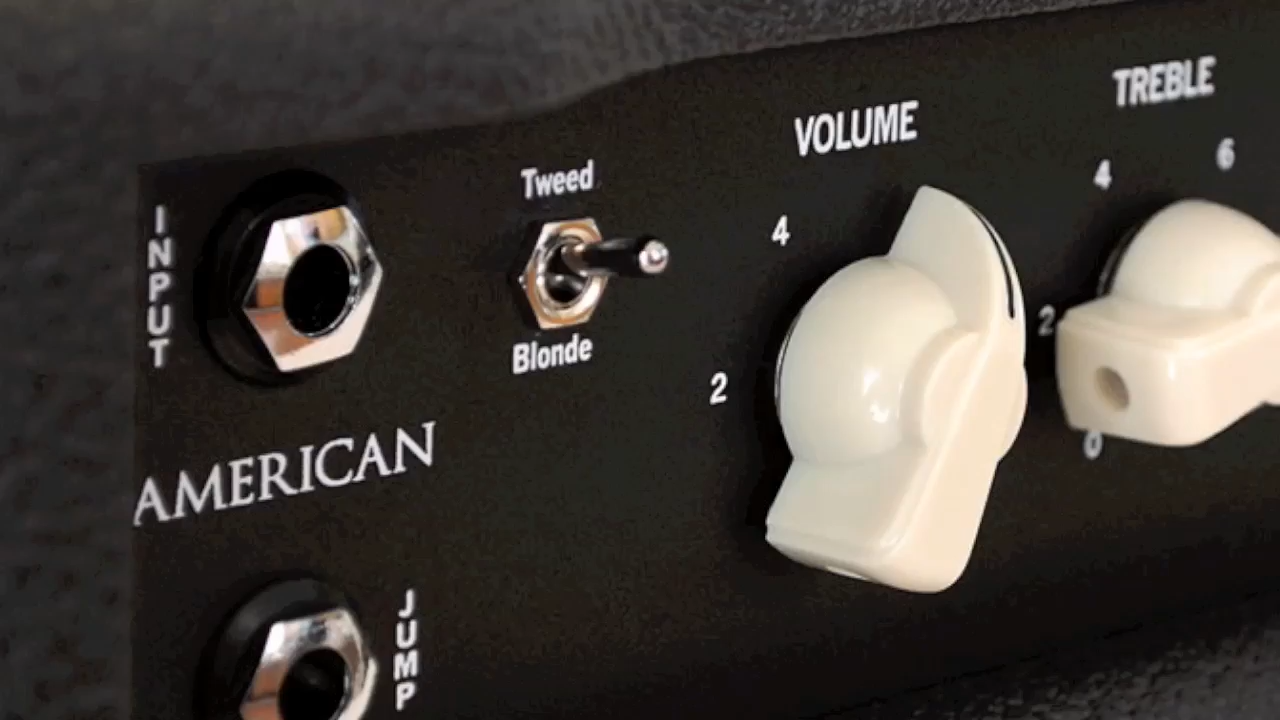 INPUT
Tweed
Blonde
VOLUME
4
2
TREBLE
4
6
2
0
AMERICAN
JUMP